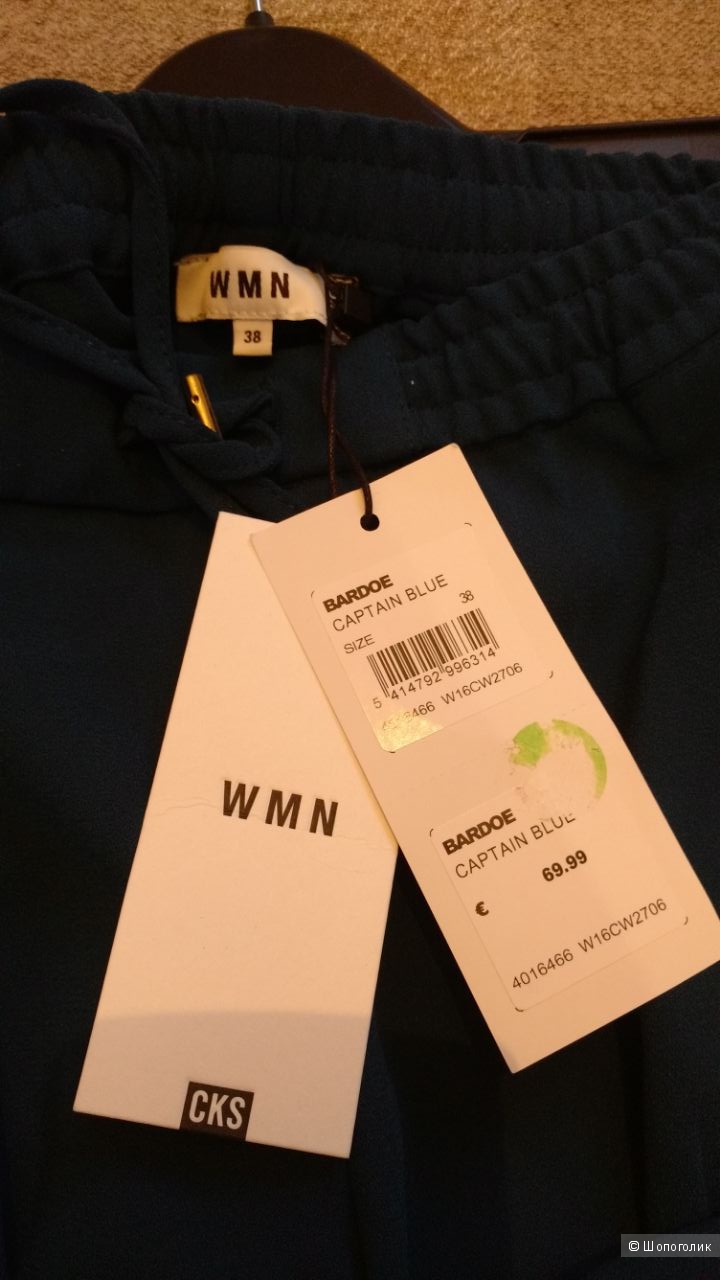 WMN
38
BARDOE
CAPTAIN BLUE
SIZE 38
5 414792 996314
4016466 W16CW2706
WMN
BARDOE
CAPTAIN BLUE
€ 69.99
4016466 W16CW2706
CKS
© Шопоголик